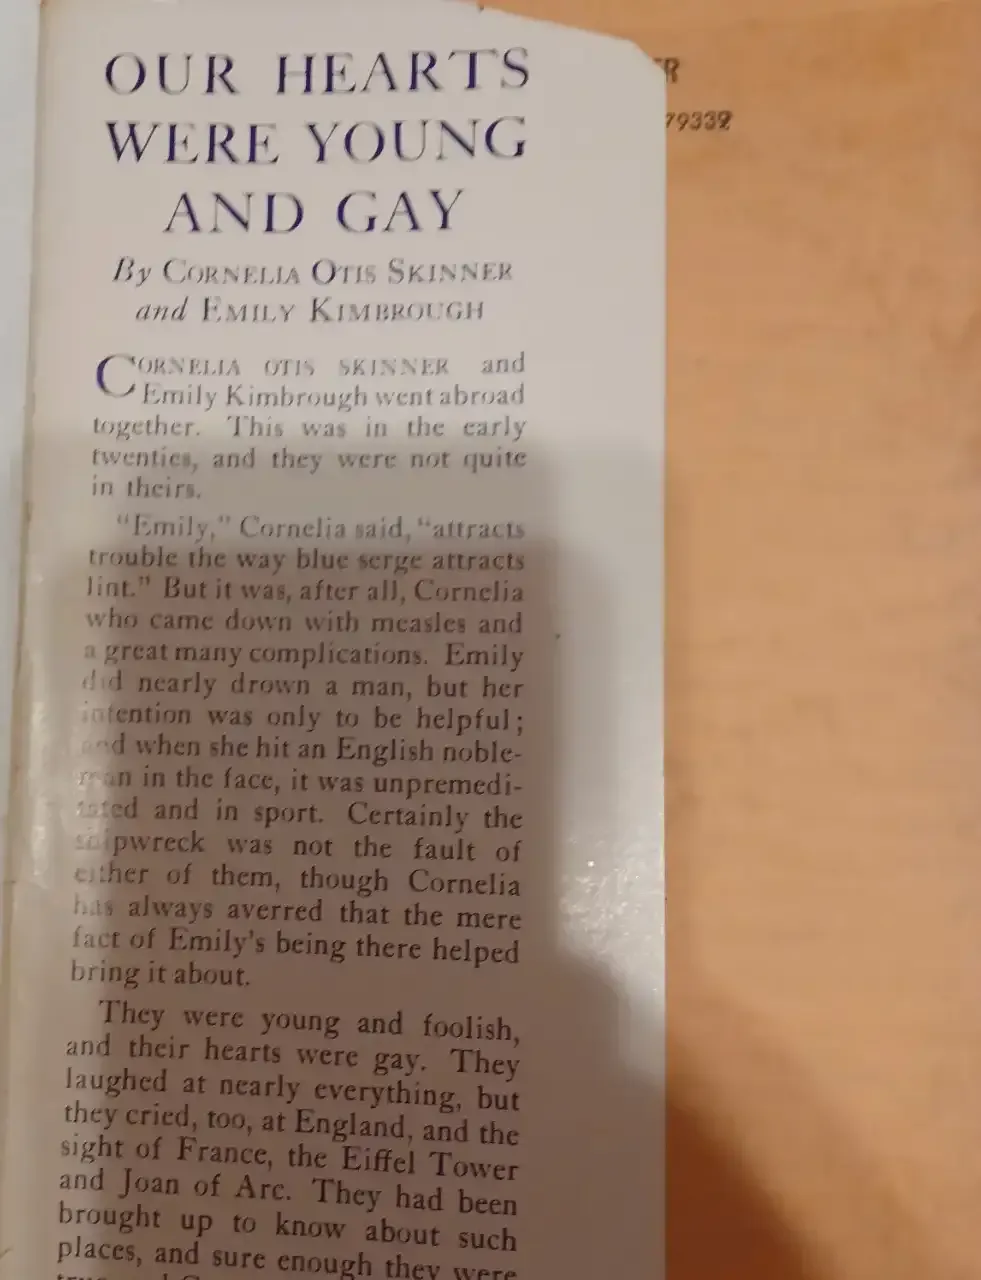 OUR HEARTS
WERE YOUNG
AND GAY
By CORNELIA OTIS SKINNER
and EMILY KIMBROUGH
CORNELIA OTIS SKINNER and
Emily Kimbrough went abroad
together. This was in the early
twenties, and they were not quite
in theirs.
"Emily," Cornelia said, "attracts
trouble the way blue serge attracts
lint." But it was, after all, Cornelia
who came down with measles and
a great many complications. Emily
did nearly drown a man, but her
intention was only to be helpful;
and when she hit an English noble-
man in the face, it was unpremedi-
tated and in sport. Certainly the
shipwreck was not the fault of
either of them, though Cornelia
has always averred that the mere
fact of Emily's being there helped
bring it about.
They were young and foolish,
and their hearts were gay. They
laughed at nearly everything, but
they cried, too, at England, and the
sight of France, the Eiffel Tower
and Joan of Arc. They had been
brought up to know about such
places, and sure enough they were
R
79332